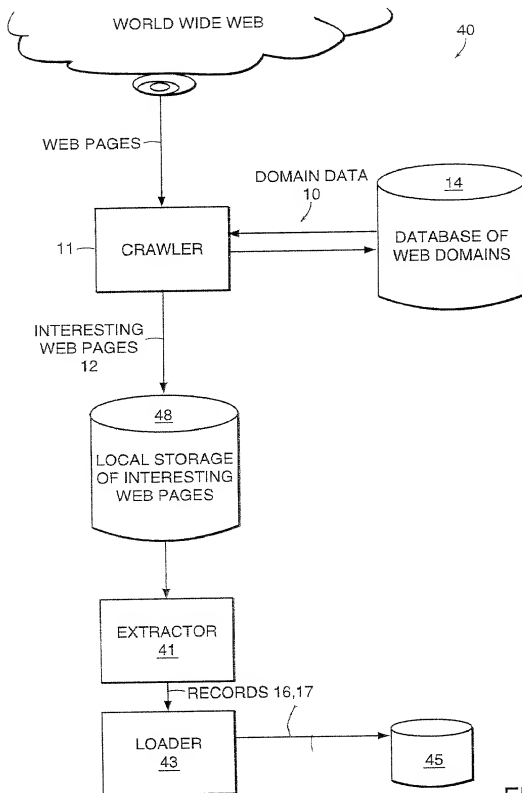 WORLD WIDE WEB
40
WEB PAGES
DOMAIN DATA
10
14
DATABASE OF
WEB DOMAINS
11
CRAWLER
INTERESTING
WEB PAGES
12
48
LOCAL STORAGE
OF INTERESTING
WEB PAGES
EXTRACTOR
41
RECORDS 16,17
LOADER
43
45